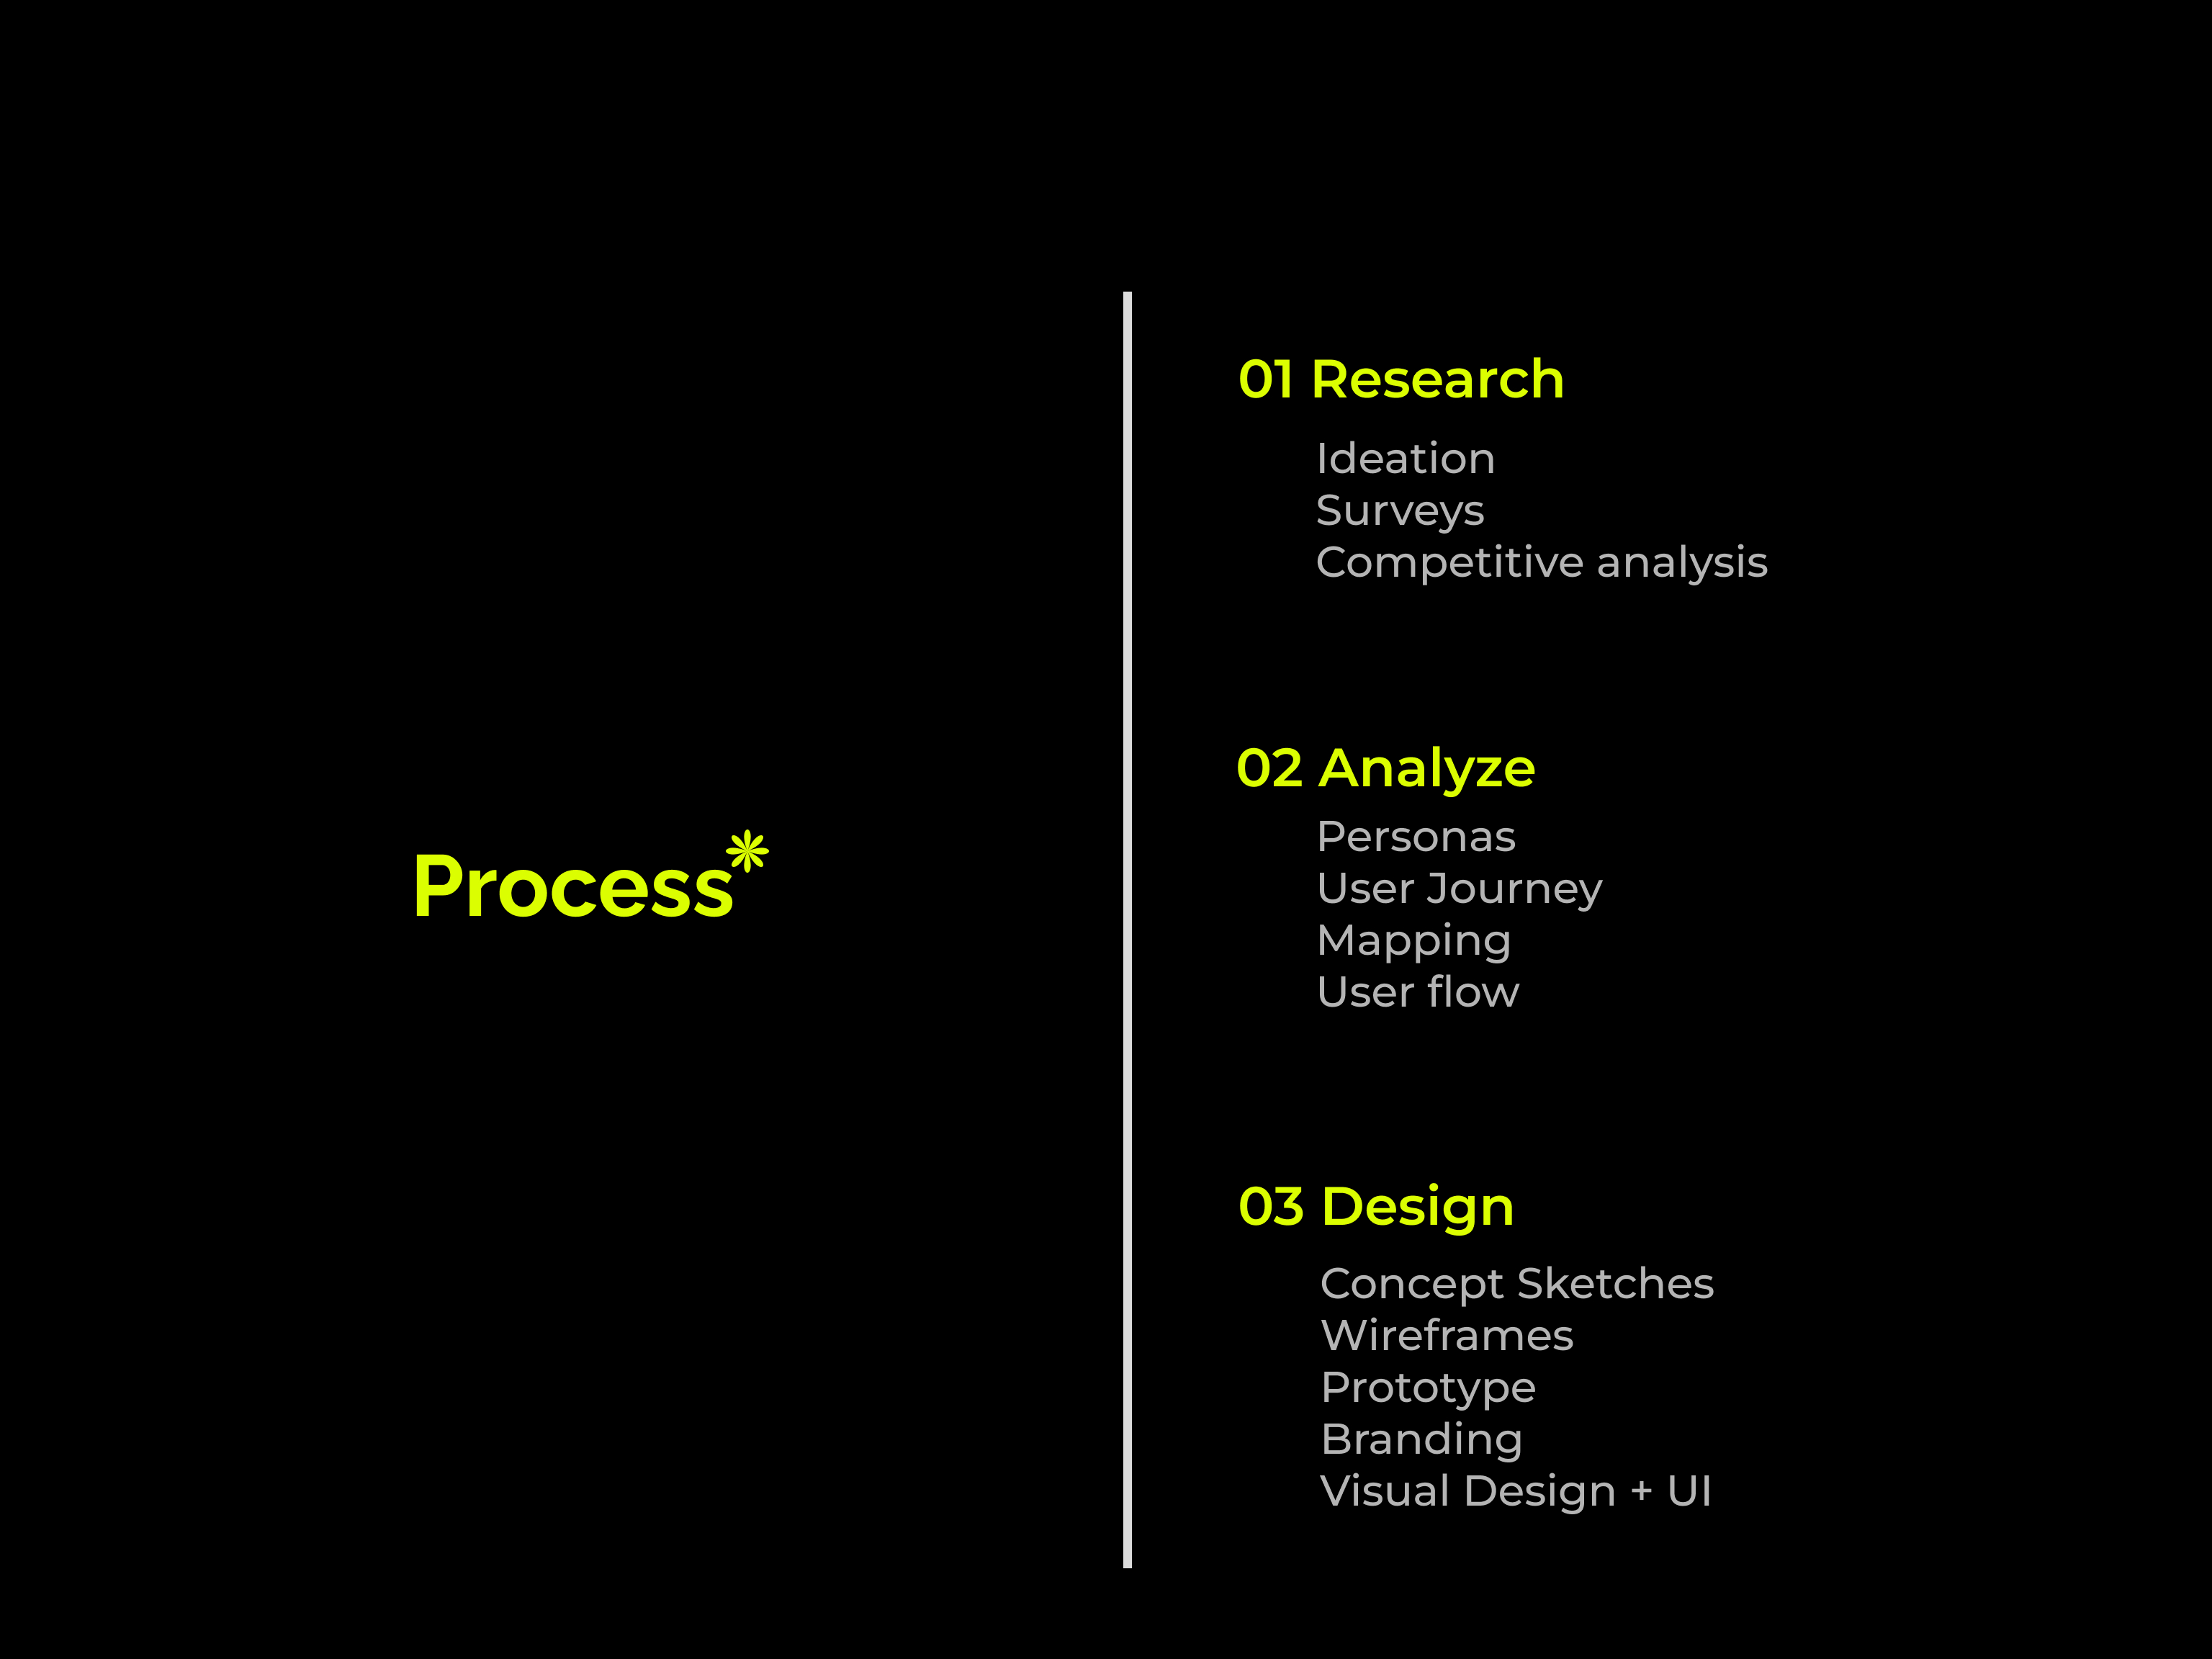 Process*
01 Research
Ideation
Surveys
Competitive analysis
02 Analyze
Personas
User Journey
Mapping
User flow
03 Design
Concept Sketches
Wireframes
Prototype
Branding
Visual Design + UI